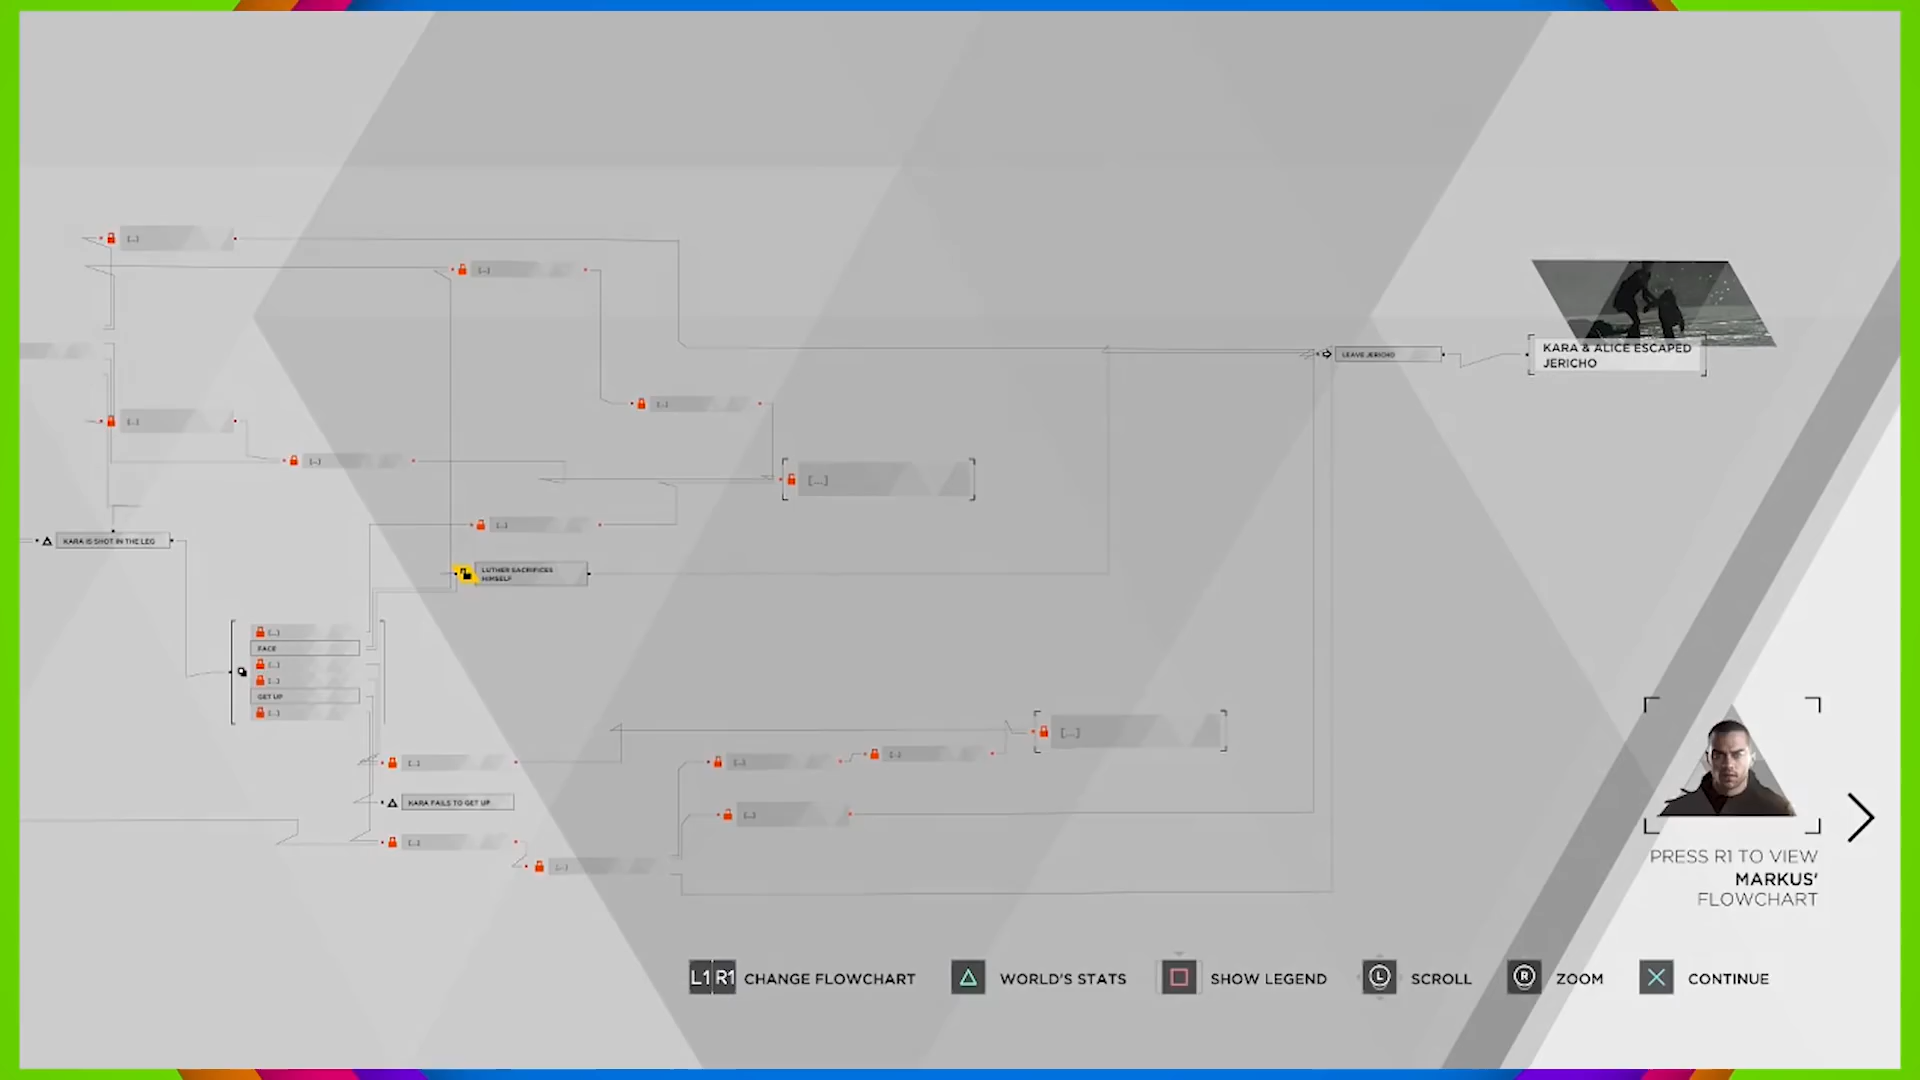 [...]
[...]
[...]
[...]
[...]
[...]
[...]
KARA IS SHOT IN THE LEG
LUTHER SACRIFICES
HIMSELF
[...]
FACE
[...]
[...]
GET UP
[...]
[...]
KARA FAILS TO GET UP
[...]
[...]
[...]
[...]
[...]
[...]
LEAVE JERICHO
KARA & ALICE ESCAPED
JERICHO
PRESS R1 TO VIEW
MARKUS'
FLOWCHART
L1 R1 CHANGE FLOWCHART
WORLD'S STATS
SHOW LEGEND
L SCROLL
R ZOOM
CONTINUE